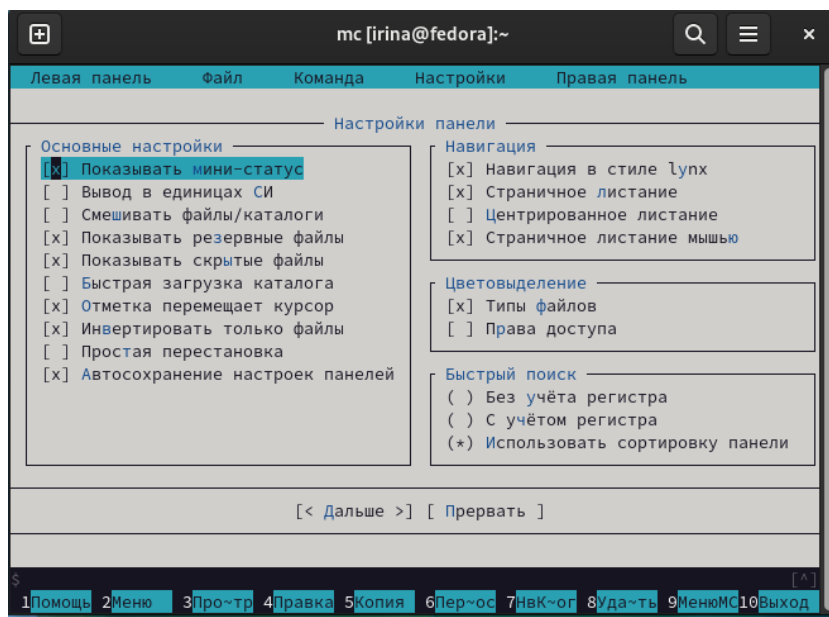 mc [irina@fedora]:~
Левая панель Файл Команда Настройки Правая панель
Настройки панели
Основные настройки
[x] Показывать мини-статус
[ ] Вывод в единицах СИ
[ ] Смешивать файлы/каталоги
[x] Показывать резервные файлы
[x] Показывать скрытые файлы
[ ] Быстрая загрузка каталога
[x] Отметка перемещает курсор
[x] Инвертировать только файлы
[ ] Простая перестановка
[x] Автосохранение настроек панелей
Навигация
[x] Навигация в стиле lynx
[x] Страничное листание
[ ] Центрированное листание
[x] Страничное листание мышью
Цветовыделение
[x] Типы файлов
[ ] Права доступа
Быстрый поиск
( ) Без учёта регистра
( ) С учётом регистра
(*) Использовать сортировку панели
[< Дальше >] [ Прервать ]
$ [^]
1Помощь 2Меню 3Про~тр 4Правка 5Копия 6Пер~ос 7НвК~ог 8Уда~ть 9МенюMC10Выход